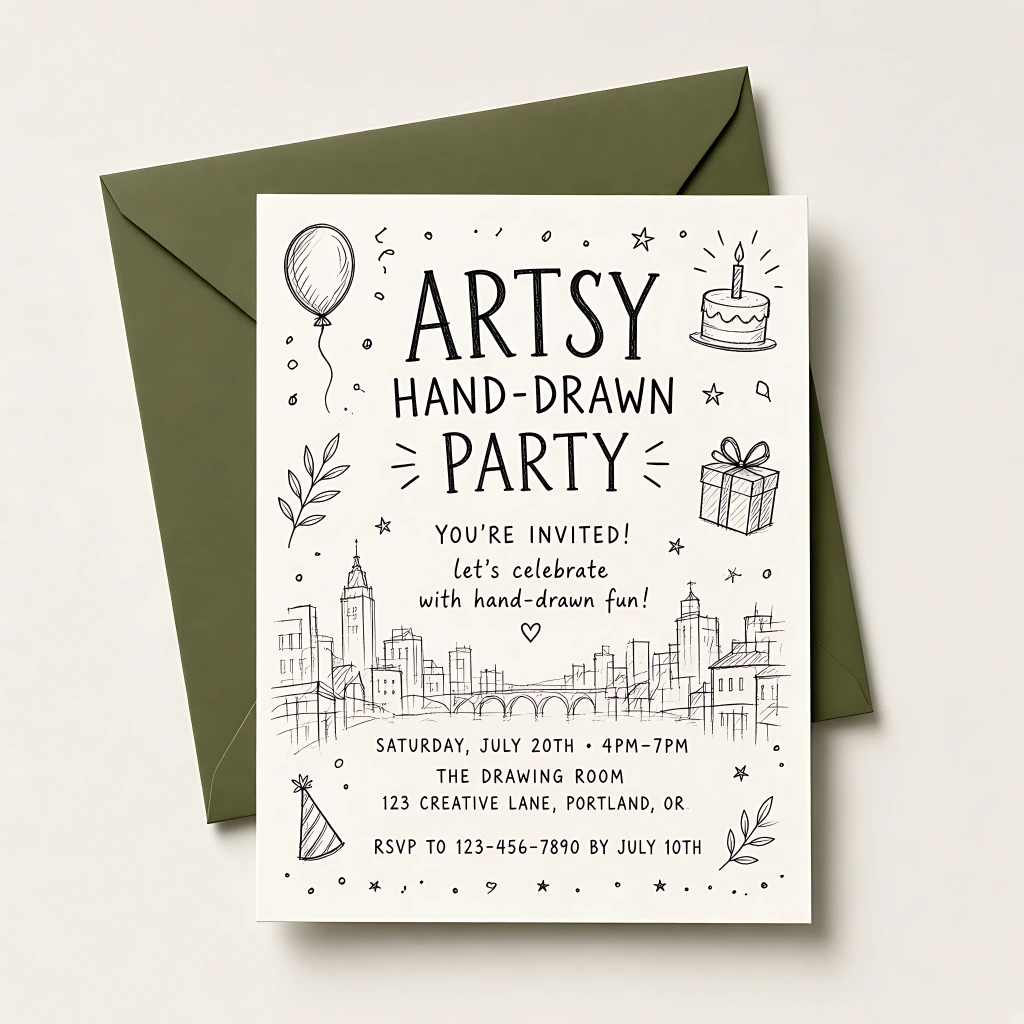 ARTSY
HAND-DRAWN
PARTY
YOU'RE INVITED!
let's celebrate
with hand-drawn fun!
SATURDAY, JULY 20TH • 4PM-7PM
THE DRAWING ROOM
123 CREATIVE LANE, PORTLAND, OR
RSVP TO 123-456-7890 BY JULY 10TH